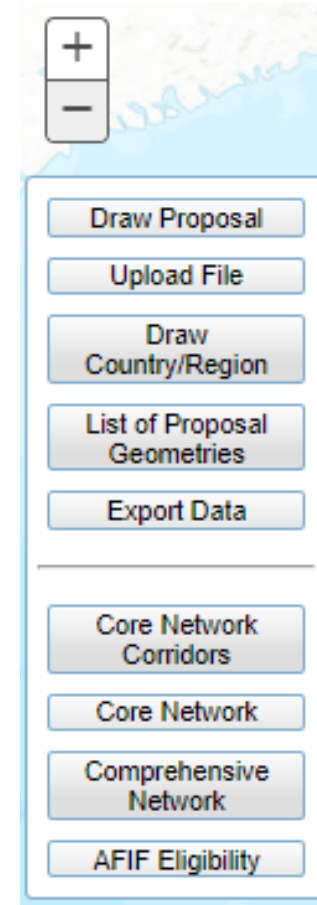 +
−
Draw Proposal
Upload File
Draw
Country/Region
List of Proposal
Geometries
Export Data
Core Network
Corridors
Core Network
Comprehensive
Network
AFIF Eligibility